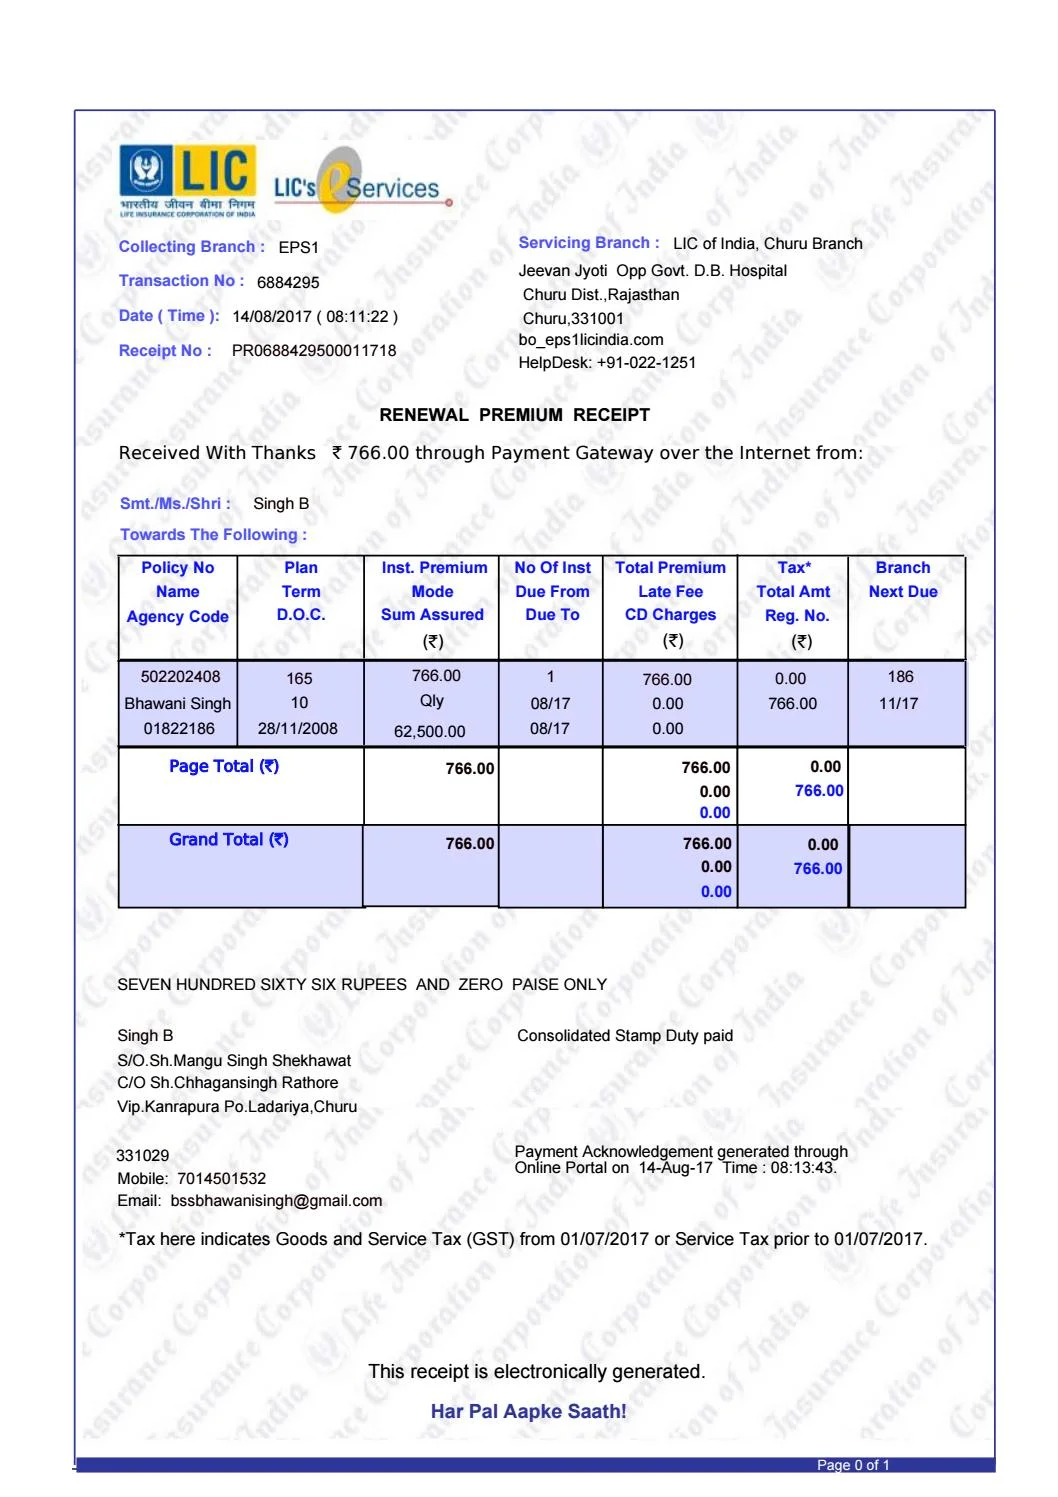 LIC
LIC's eServices
भारतीय जीवन बीमा निगम
LIFE INSURANCE CORPORATION OF INDIA
Collecting Branch : EPS1
Transaction No : 6884295
Date ( Time ): 14/08/2017 ( 08:11:22 )
Receipt No : PR0688429500011718
Servicing Branch : LIC of India, Churu Branch
Jeevan Jyoti Opp Govt. D.B. Hospital
Churu Dist.,Rajasthan
Churu,331001
bo_eps1licindia.com
HelpDesk: +91-022-1251
RENEWAL PREMIUM RECEIPT
Received With Thanks ₹ 766.00 through Payment Gateway over the Internet from:
Smt./Ms./Shri : Singh B
Towards The Following :
Policy No Plan Inst. Premium No Of Inst Total Premium Tax* Branch
Name Term Mode Due From Late Fee Total Amt Next Due
Agency Code D.O.C. Sum Assured Due To CD Charges Reg. No.
(₹) (₹) (₹)
502202408 165 766.00 1 766.00 0.00 186
Bhawani Singh 10 Qly 08/17 0.00 766.00 11/17
01822186 28/11/2008 62,500.00 08/17 0.00
Page Total (₹) 766.00 766.00 0.00
0.00 766.00
0.00
Grand Total (₹) 766.00 766.00 0.00
0.00 766.00
0.00
SEVEN HUNDRED SIXTY SIX RUPEES AND ZERO PAISE ONLY
Singh B
S/O.Sh.Mangu Singh Shekhawat
C/O Sh.Chhagansingh Rathore
Vip.Kanrapura Po.Ladariya,Churu
331029
Mobile: 7014501532
Email: bssbhawanisingh@gmail.com
Consolidated Stamp Duty paid
Payment Acknowledgement generated through
Online Portal on 14-Aug-17 Time : 08:13:43.
*Tax here indicates Goods and Service Tax (GST) from 01/07/2017 or Service Tax prior to 01/07/2017.
This receipt is electronically generated.
Har Pal Aapke Saath!
Page 0 of 1